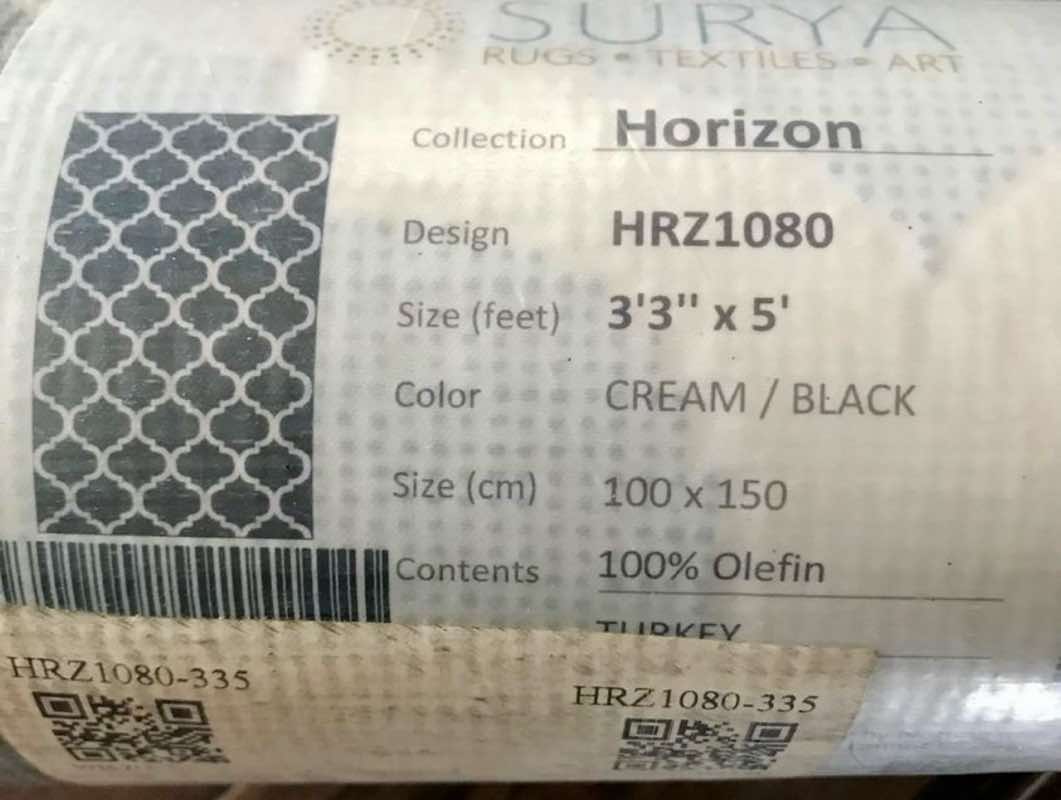 SURYA
RUGS • TEXTILES • ART
Collection Horizon
Design HRZ1080
Size (feet) 3'3" x 5'
Color CREAM / BLACK
Size (cm) 100 x 150
Contents 100% Olefin
TURKEY
HRZ1080-335
HRZ1080-335